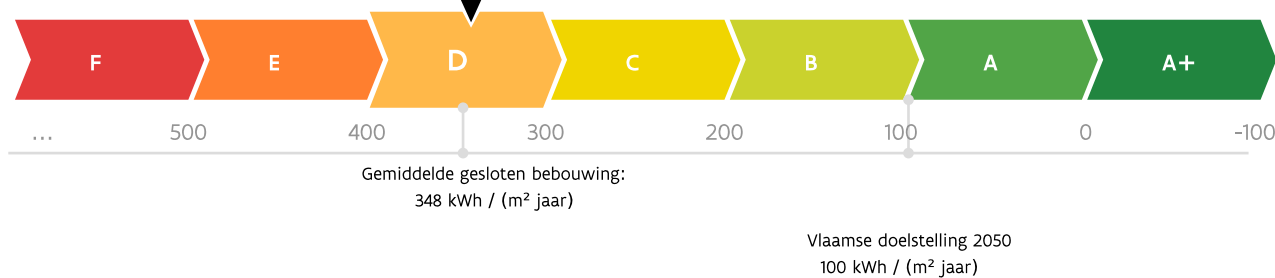 F E D C B A A+
... 500 400 300 200 100 0 -100
Gemiddelde gesloten bebouwing:
348 kWh / (m² jaar)
Vlaamse doelstelling 2050
100 kWh / (m² jaar)